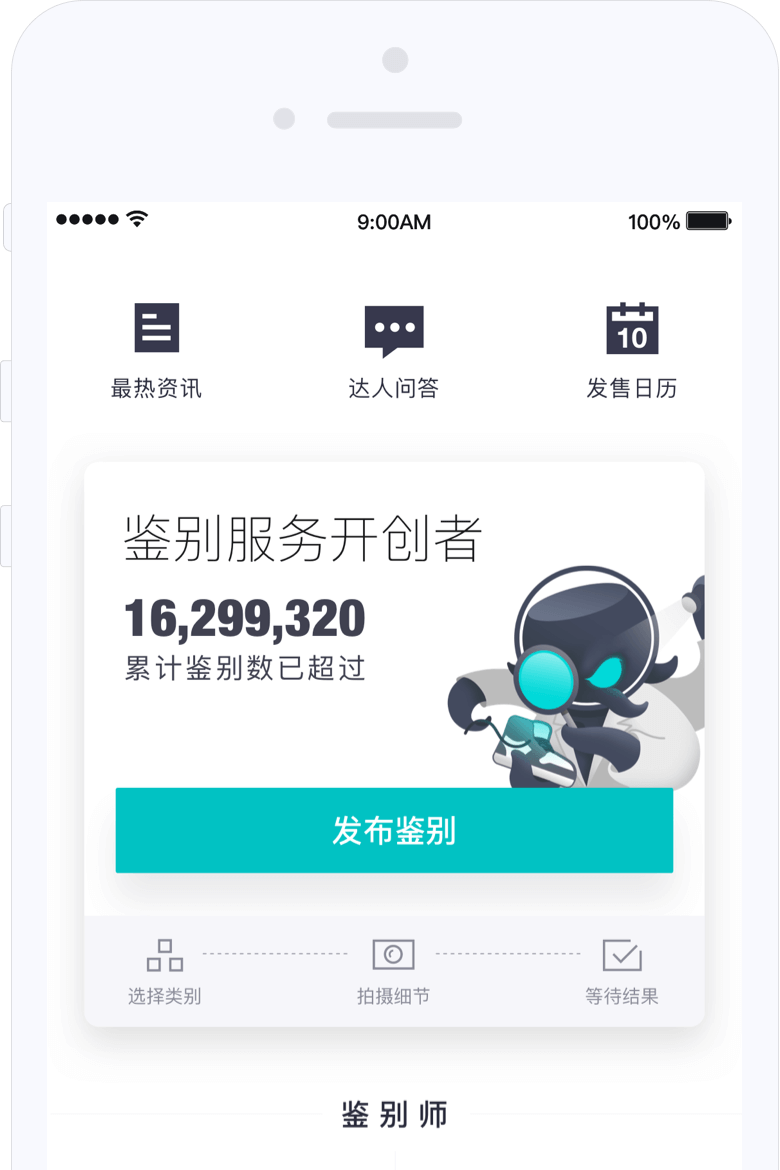 9:00AM
100%
10
最热资讯
达人问答
发售日历
鉴别服务开创者
16,299,320
累计鉴别数已超过
发布鉴别
选择类别
拍摄细节
等待结果
鉴别师